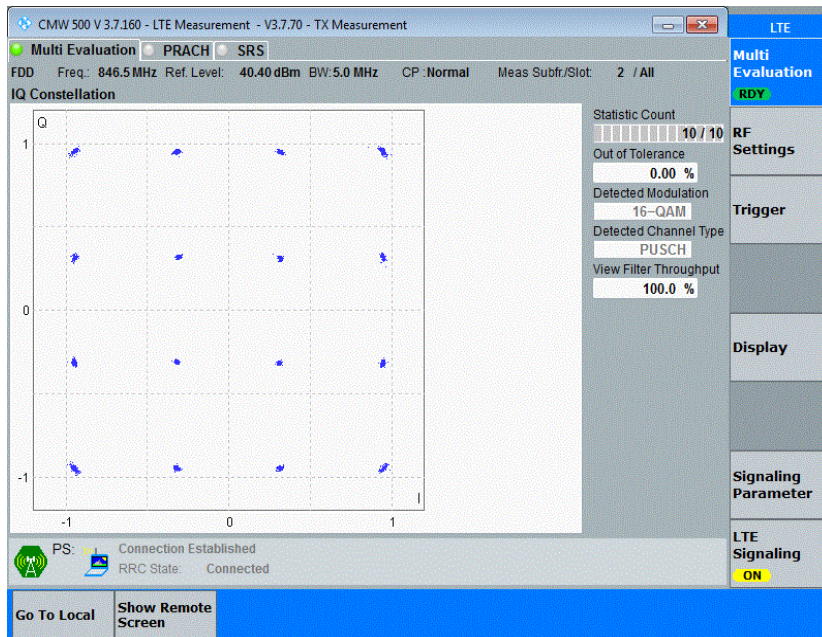 CMW 500 V 3.7.160 - LTE Measurement - V3.7.70 - TX Measurement
LTE
Multi Evaluation PRACH SRS
Multi
Evaluation
RDY
FDD Freq.: 846.5 MHz Ref. Level: 40.40 dBm BW: 5.0 MHz CP : Normal Meas Subfr./Slot: 2 / All
IQ Constellation
Q
1
0
-1
-1 0 1
I
Statistic Count
10 / 10
Out of Tolerance
0.00 %
Detected Modulation
16-QAM
Detected Channel Type
PUSCH
View Filter Throughput
100.0 %
RF
Settings
Trigger
Display
Signaling
Parameter
LTE
Signaling
ON
PS: Connection Established
RRC State: Connected
Go To Local
Show Remote
Screen